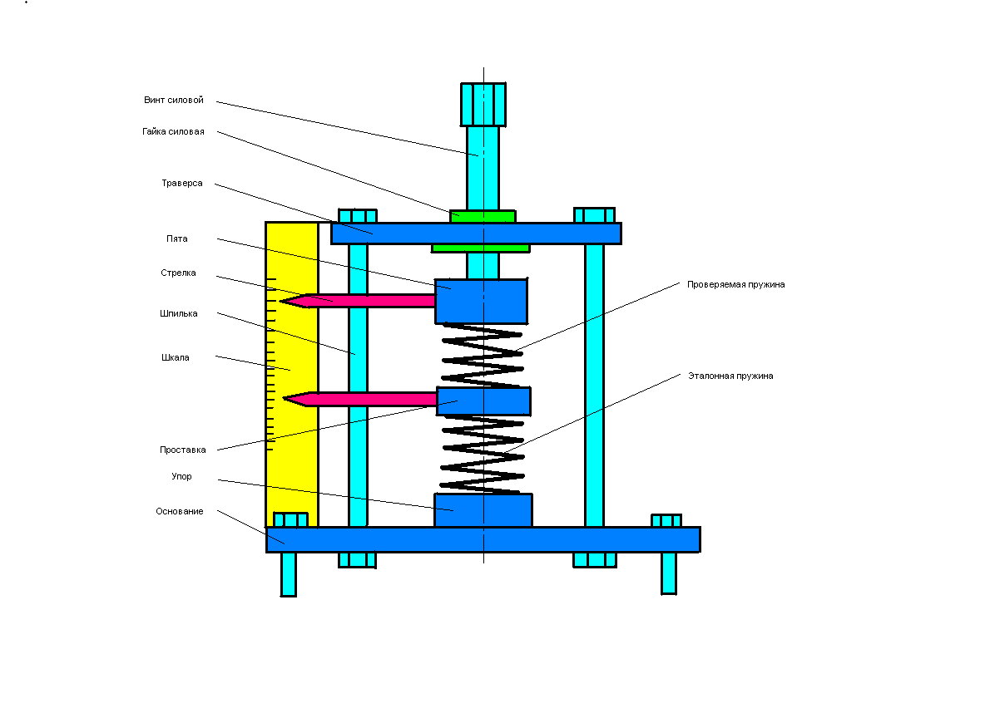 Винт силовой
Гайка силовая
Траверса
Пята
Стрелка
Шпилька
Шкала
Проставка
Упор
Основание
Проверяемая пружина
Эталонная пружина